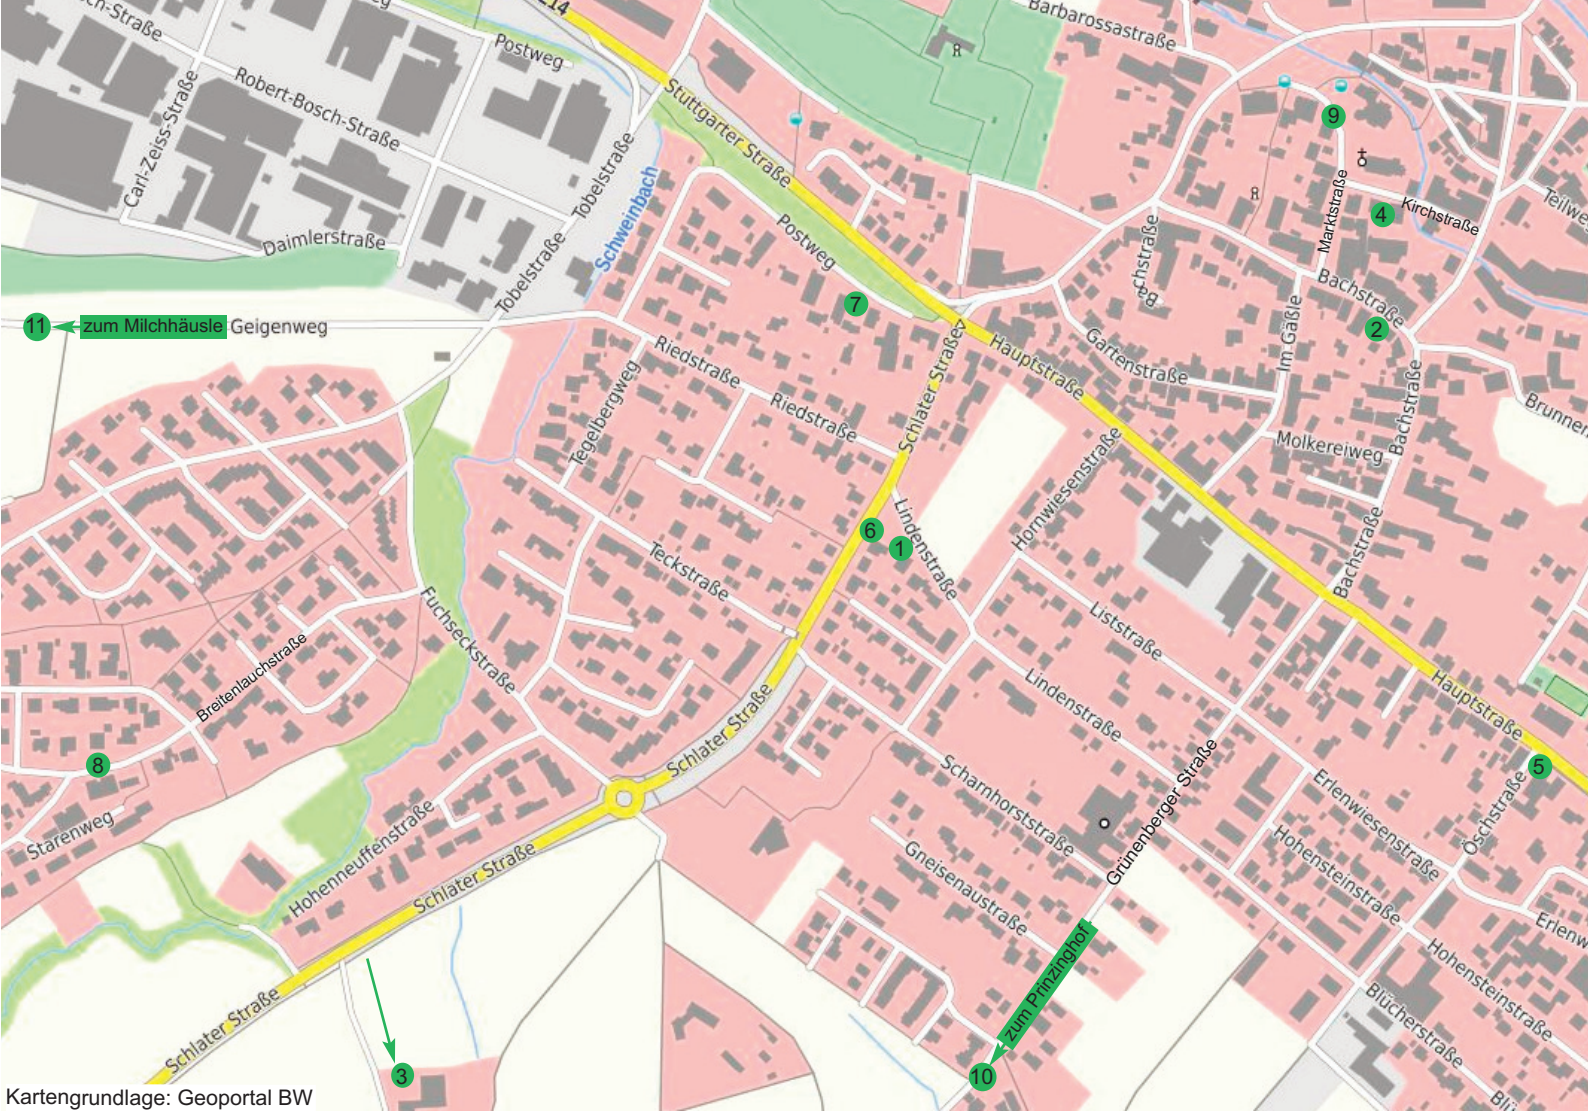 L14
Barbarossastraße
Postweg
Robert-Bosch-Straße
Carl-Zeiss-Straße
Stuttgarter Straße
9
Tobelstraße
Schweinbach
Marktstraße
4
Kirchstraße
Daimlerstraße
Postweg
Tobelstraße
Bachstraße
7
11
zum Milchhäusle
Geigenweg
2
Riedstraße
Schlater Straße
Hauptstraße
Gartenstraße
Im Gäßle
Tegelbergweg
Riedstraße
Bachstraße
Molkereiweg
Hornwiesenstraße
6
1
Lindenstraße
Teckstraße
Bachstraße
Fuchseckstraße
Liststraße
Breitenlauchstraße
Lindenstraße
Hauptstraße
Schlater Straße
8
5
Scharnhorststraße
Grünenberger Straße
Erlenwiesenstraße
Öschstraße
Starenweg
Hohenneuffenstraße
Schlater Straße
Gneisenaustraße
Hohensteinstraße
zum Prinzinghof
Hohensteinstraße
Schlater Straße
Blücherstraße
3
10
Kartengrundlage: Geoportal BW